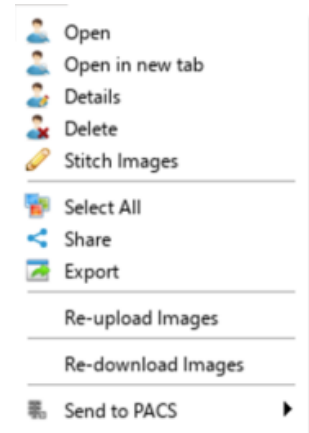 Open
Open in new tab
Details
Delete
Stitch Images
Select All
Share
Export
Re-upload Images
Re-download Images
Send to PACS